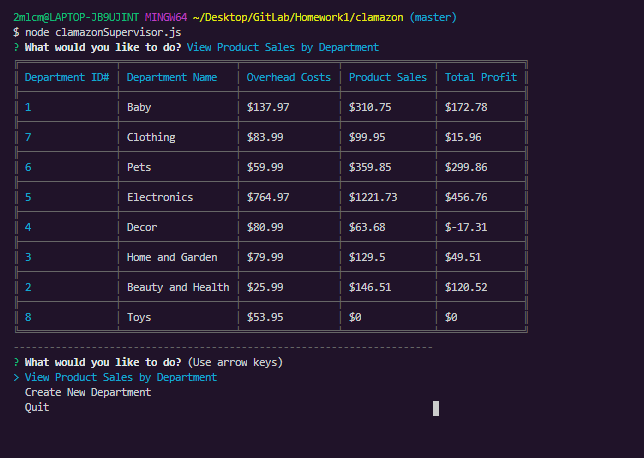 2mlcm@LAPTOP-JB9UJINT MINGW64 ~/Desktop/GitLab/Homework1/clamazon (master)
$ node clamazonSupervisor.js
? What would you like to do? View Product Sales by Department
Department ID# Department Name Overhead Costs Product Sales Total Profit
1 Baby $137.97 $310.75 $172.78
7 Clothing $83.99 $99.95 $15.96
6 Pets $59.99 $359.85 $299.86
5 Electronics $764.97 $1221.73 $456.76
4 Decor $80.99 $63.68 $-17.31
3 Home and Garden $79.99 $129.5 $49.51
2 Beauty and Health $25.99 $146.51 $120.52
8 Toys $53.95 $0 $0
? What would you like to do? (Use arrow keys)
> View Product Sales by Department
Create New Department
Quit